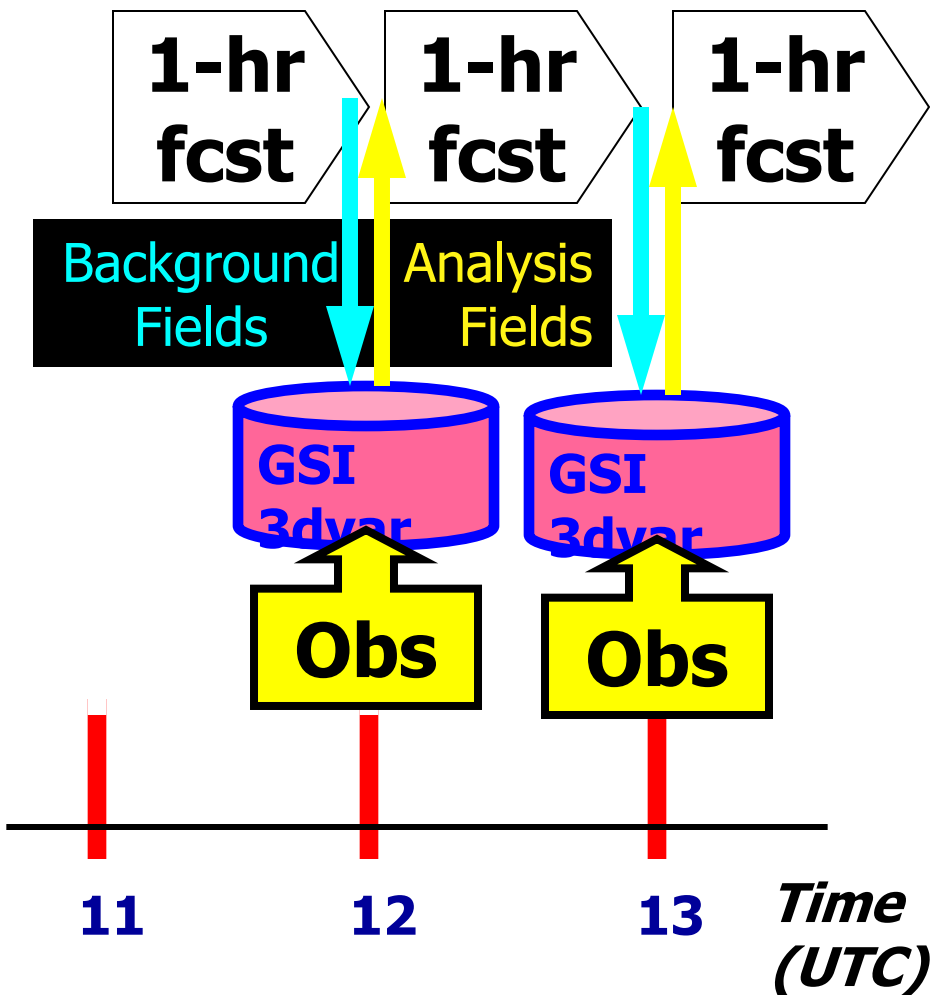 1-hr
fcst
1-hr
fcst
1-hr
fcst
Background
Fields
Analysis
Fields
GSI
3dvar
GSI
3dvar
Obs
Obs
11
12
13
Time
(UTC)